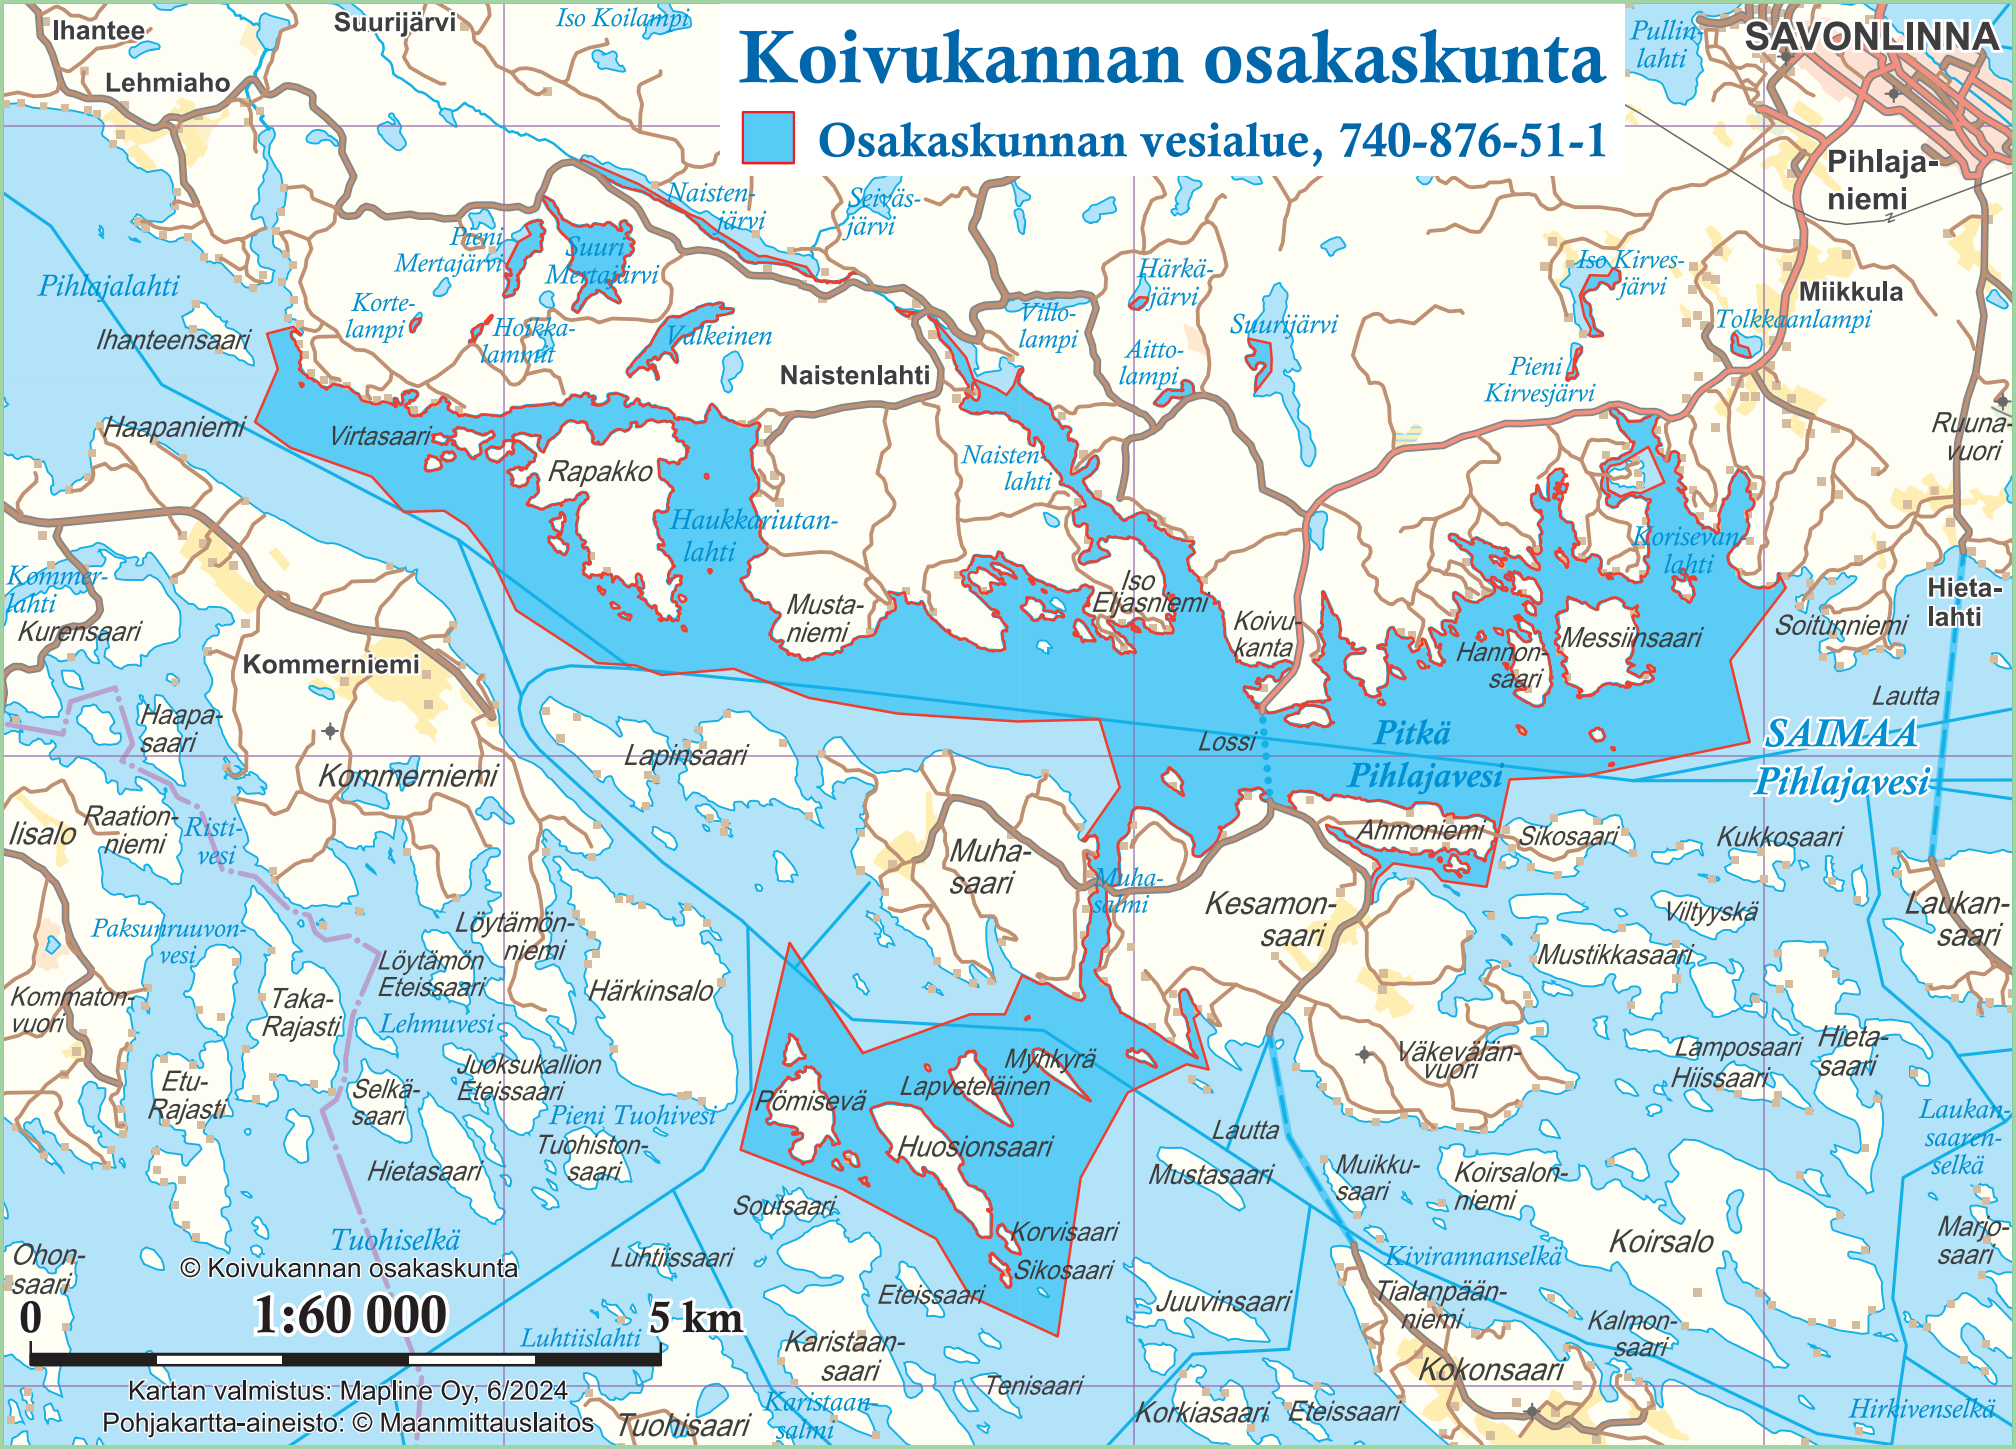 Koivukannan osakaskunta
Osakaskunnan vesialue, 740-876-51-1
Ihantee
Suurijärvi
Iso Koilampi
Pullin-
lahti
SAVONLINNA
Lehmiaho
Pihlaja-
niemi
Naisten-
järvi
Seiväs-
järvi
Pieni
Mertajärvi
Suuri
Mertajärvi
Pihlajalahti
Härkä-
järvi
Iso Kirves-
järvi
Miikkula
Korte-
lampi
Hoikka-
lammit
Valkeinen
Villo-
lampi
Suurijärvi
Tolkkaanlampi
Ihanteensaari
Aitto-
lampi
Pieni
Kirvesjärvi
Naistenlahti
Haapaniemi
Virtasaari
Ruuna-
vuori
Rapakko
Naisten-
lahti
Haukkariutan-
lahti
Korisevan-
lahti
Kommer-
lahti
Kurensaari
Musta-
niemi
Iso
Eljasniemi
Koivu-
kanta
Hannon-
saari
Messiinsaari
Soitunniemi
Hieta-
lahti
Kommerniemi
Lautta
Haapa-
saari
Lapinsaari
Lossi
Pitkä
Pihlajavesi
SAIMAA
Pihlajavesi
Kommerniemi
Iisalo
Raation-
niemi
Risti-
vesi
Muha-
saari
Muha-
salmi
Ahmoniemi
Sikosaari
Kukkosaari
Kesamon-
saari
Viltyyskä
Laukan-
saari
Paksunruuvon-
vesi
Löytämön-
niemi
Löytämön
Eteissaari
Mustikkasaari
Kommaton-
vuori
Taka-
Rajasti
Härkinsalo
Lehmuvesi
Myhkyrä
Väkevälän-
vuori
Lamposaari
Hiissaari
Hieta-
saari
Etu-
Rajasti
Selkä-
saari
Juoksukallion
Eteissaari
Pömisevä
Lapveteläinen
Pieni Tuohivesi
Tuohiston-
saari
Huosionsaari
Lautta
Laukan-
saaren-
selkä
Hietasaari
Mustasaari
Muikku-
saari
Koirsalon-
niemi
Soutsaari
Korvisaari
Koirsalo
Marjo-
saari
Tuohiselkä
Luhtiissaari
Kivirannanselkä
Ohon-
saari
Sikosaari
Eteissaari
Juuvinsaari
Tialanpään-
niemi
Kalmon-
saari
© Koivukannan osakaskunta
0
1:60 000
5 km
Luhtiislahti
Karistaan-
saari
Kokonsaari
Tenisaari
Kartan valmistus: Mapline Oy, 6/2024
Pohjakartta-aineisto: © Maanmittauslaitos
Tuohisaari
Karistaan-
salmi
Korkiasaari
Eteissaari
Hirkivenselkä